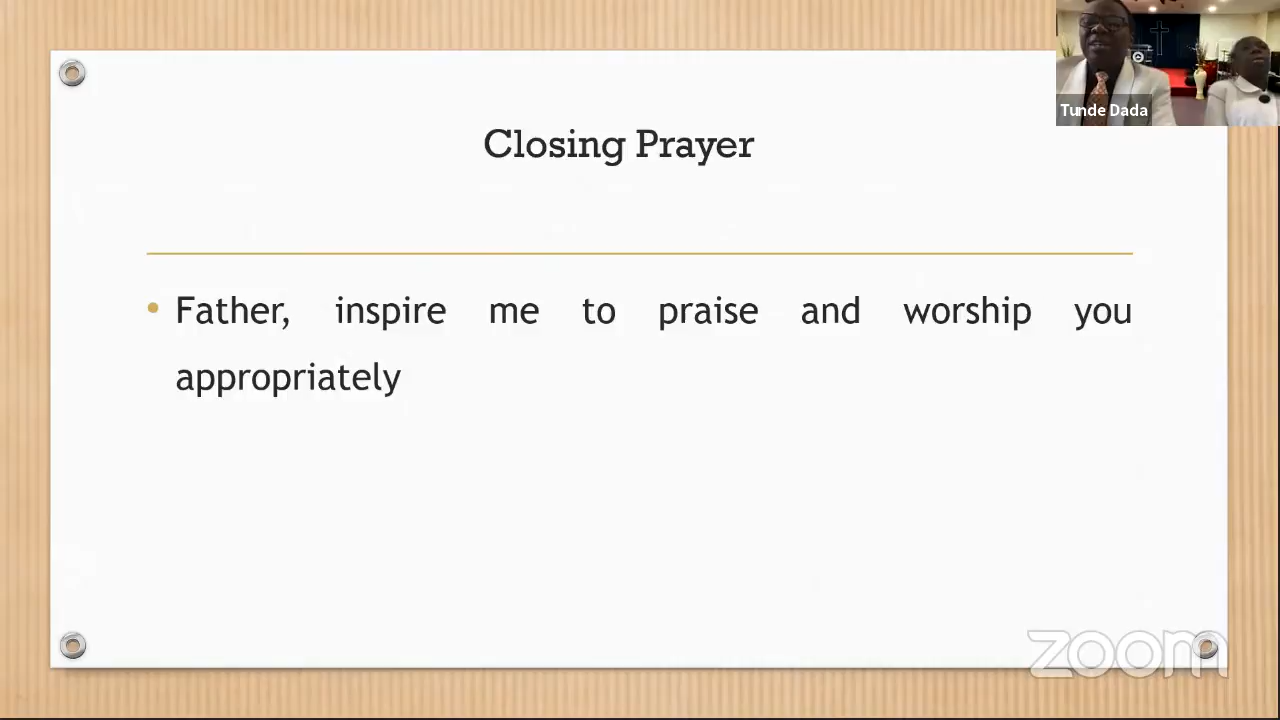 Tunde Dada
Closing Prayer
• Father, inspire me to praise and worship you
appropriately
zoom